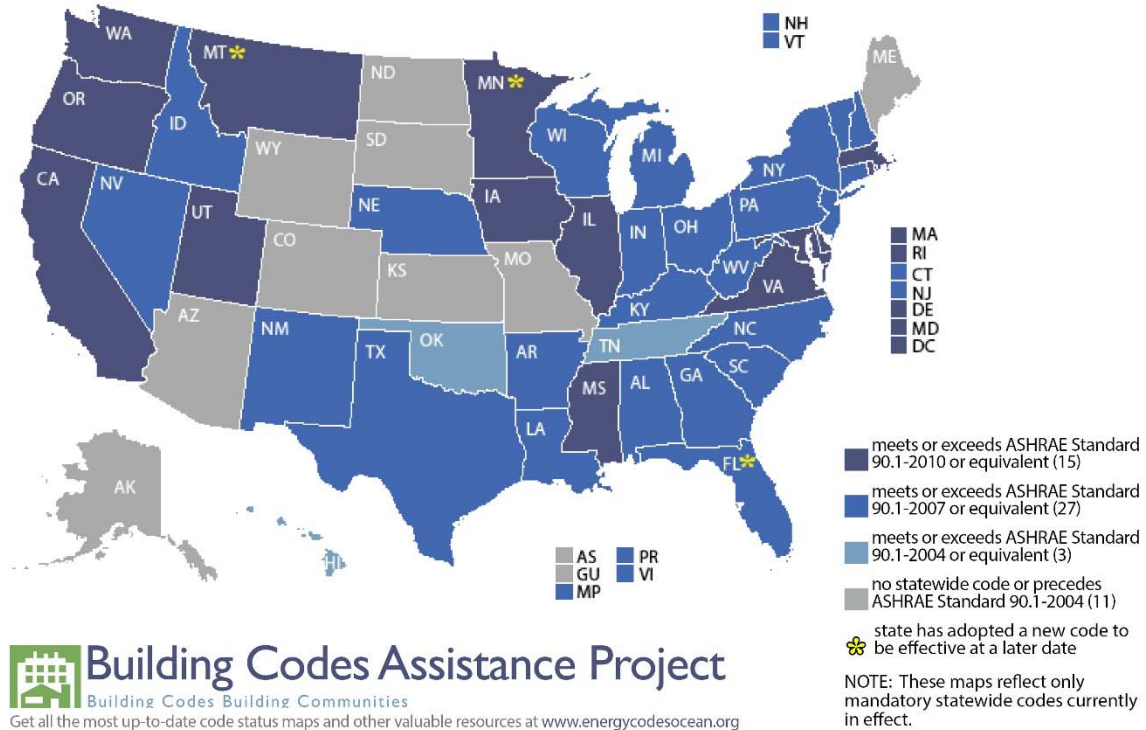 NH
VT
WA
MT
ND
MN
ME
OR
ID
WY
SD
WI
MI
NY
CA
NV
UT
NE
IA
IL
IN
OH
PA
CO
KS
MO
WV
VA
KY
MA
RI
CT
NJ
DE
MD
DC
AZ
NM
OK
TX
AR
TN
NC
SC
MS
AL
GA
LA
FL
AK
HI
AS
GU
MP
PR
VI
meets or exceeds ASHRAE Standard
90.1-2010 or equivalent (15)
meets or exceeds ASHRAE Standard
90.1-2007 or equivalent (27)
meets or exceeds ASHRAE Standard
90.1-2004 or equivalent (3)
no statewide code or precedes
ASHRAE Standard 90.1-2004 (11)
state has adopted a new code to
be effective at a later date
NOTE: These maps reflect only
mandatory statewide codes currently
in effect.
Building Codes Assistance Project
Building Codes Building Communities
Get all the most up-to-date code status maps and other valuable resources at www.energycodesocean.org